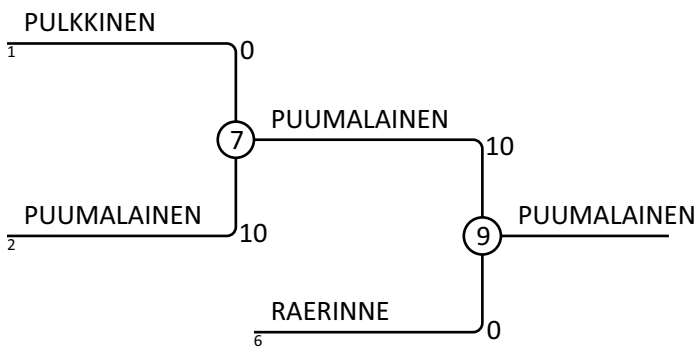 PULKKINEN
1
0
7
PUUMALAINEN
10
PUUMALAINEN
2
10
9
PUUMALAINEN
RAERINNE
6
0